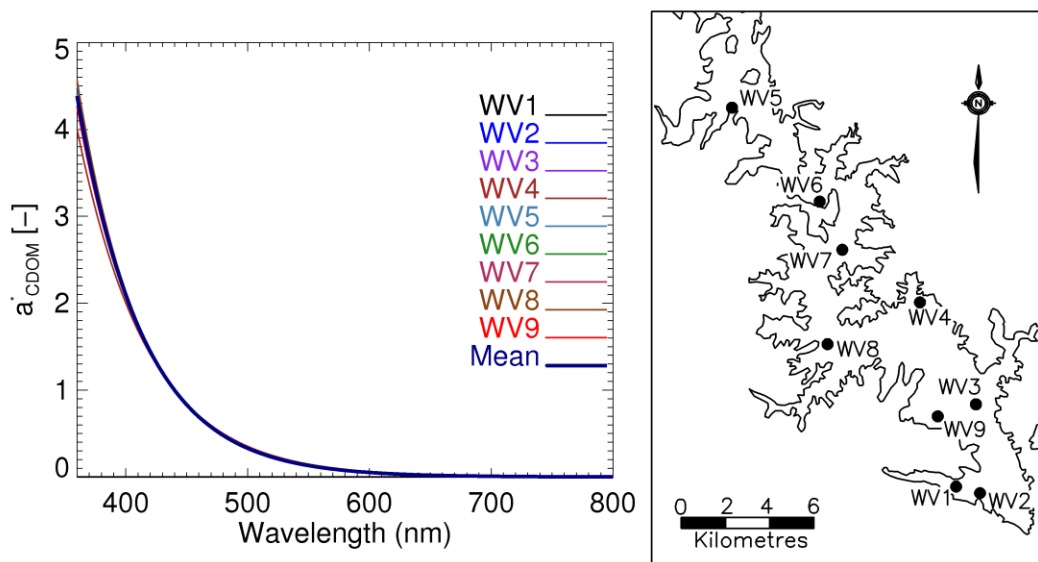 5
4
3
2
1
0
a*CDOM [-]
WV1
WV2
WV3
WV4
WV5
WV6
WV7
WV8
WV9
Mean
400 500 600 700 800
Wavelength (nm)
N
WV5
WV6
WV7
WV4
WV8
WV3
WV9
WV1 WV2
0 2 4 6
Kilometres